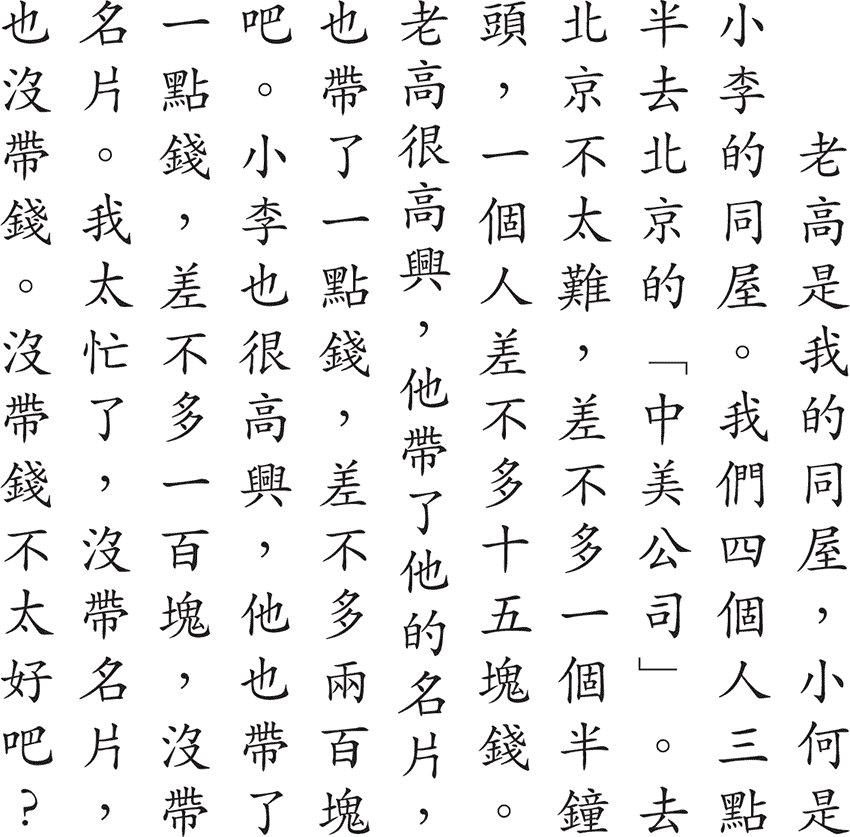 老高是我的同屋，小何是
小李的同屋。我們四個人三點
半去北京的「中美公司」。去
北京不太難，差不多一個半鐘
頭，一個人差不多十五塊錢。
老高很高興，他帶了他的名片，
也帶了一點錢，差不多兩百塊
吧。小李也很高興，他也帶了
一點錢，差不多一百塊，沒帶
名片。我太忙了，沒帶名片，
也沒帶錢。沒帶錢不太好吧？